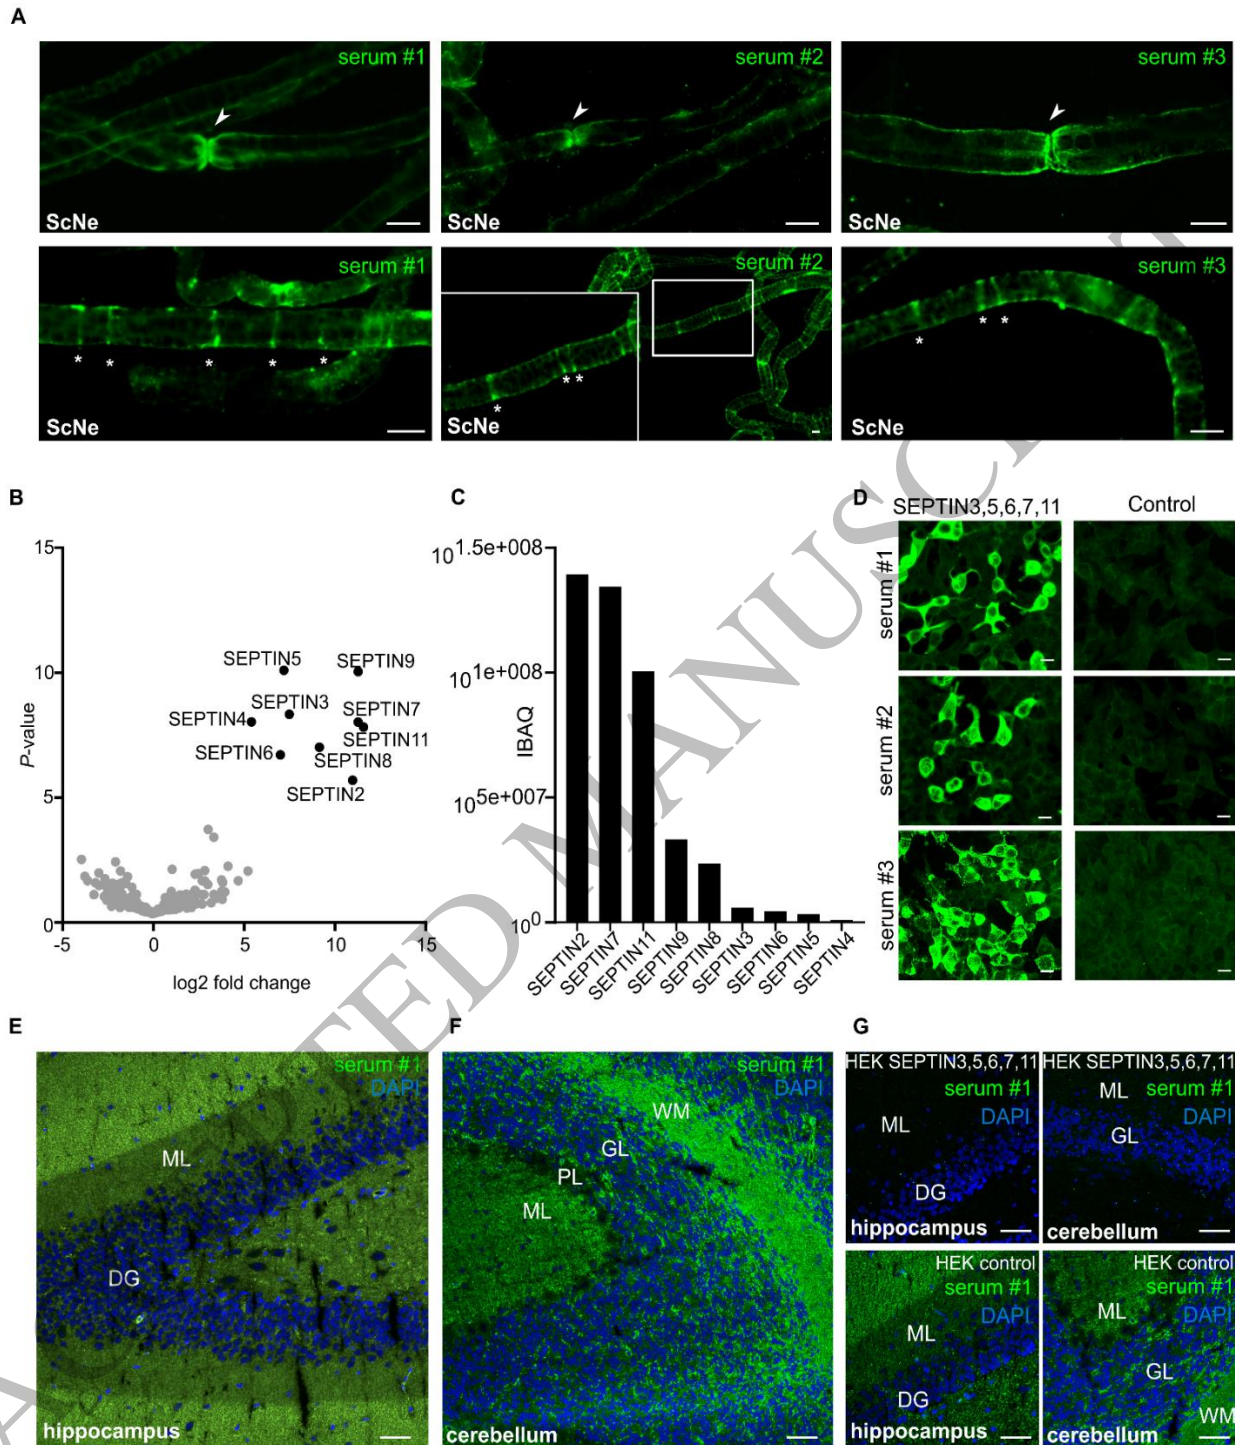 A
serum #1
serum #2
serum #3
ScNe
ScNe
ScNe
serum #1
serum #2
serum #3
* * * * *
* * *
* * *
ScNe
ScNe
ScNe
B
15
10
5
0
P-value
-5 0 5 10 15
log2 fold change
SEPTIN5
SEPTIN9
SEPTIN3
SEPTIN4
SEPTIN7
SEPTIN11
SEPTIN6
SEPTIN8
SEPTIN2
C
10^1.5e+008
10^1e+008
10^5e+007
10^0
IBAQ
SEPTIN2
SEPTIN7
SEPTIN11
SEPTIN9
SEPTIN8
SEPTIN3
SEPTIN6
SEPTIN5
SEPTIN4
D
SEPTIN3,5,6,7,11
Control
serum #1
serum #2
serum #3
E
serum #1
DAPI
ML
DG
hippocampus
F
serum #1
DAPI
WM
GL
PL
ML
cerebellum
G
HEK SEPTIN3,5,6,7,11
serum #1
DAPI
ML
DG
hippocampus
HEK SEPTIN3,5,6,7,11
ML
serum #1
DAPI
GL
cerebellum
HEK control
serum #1
DAPI
ML
DG
hippocampus
HEK control
serum #1
ML
DAPI
GL
WM
cerebellum